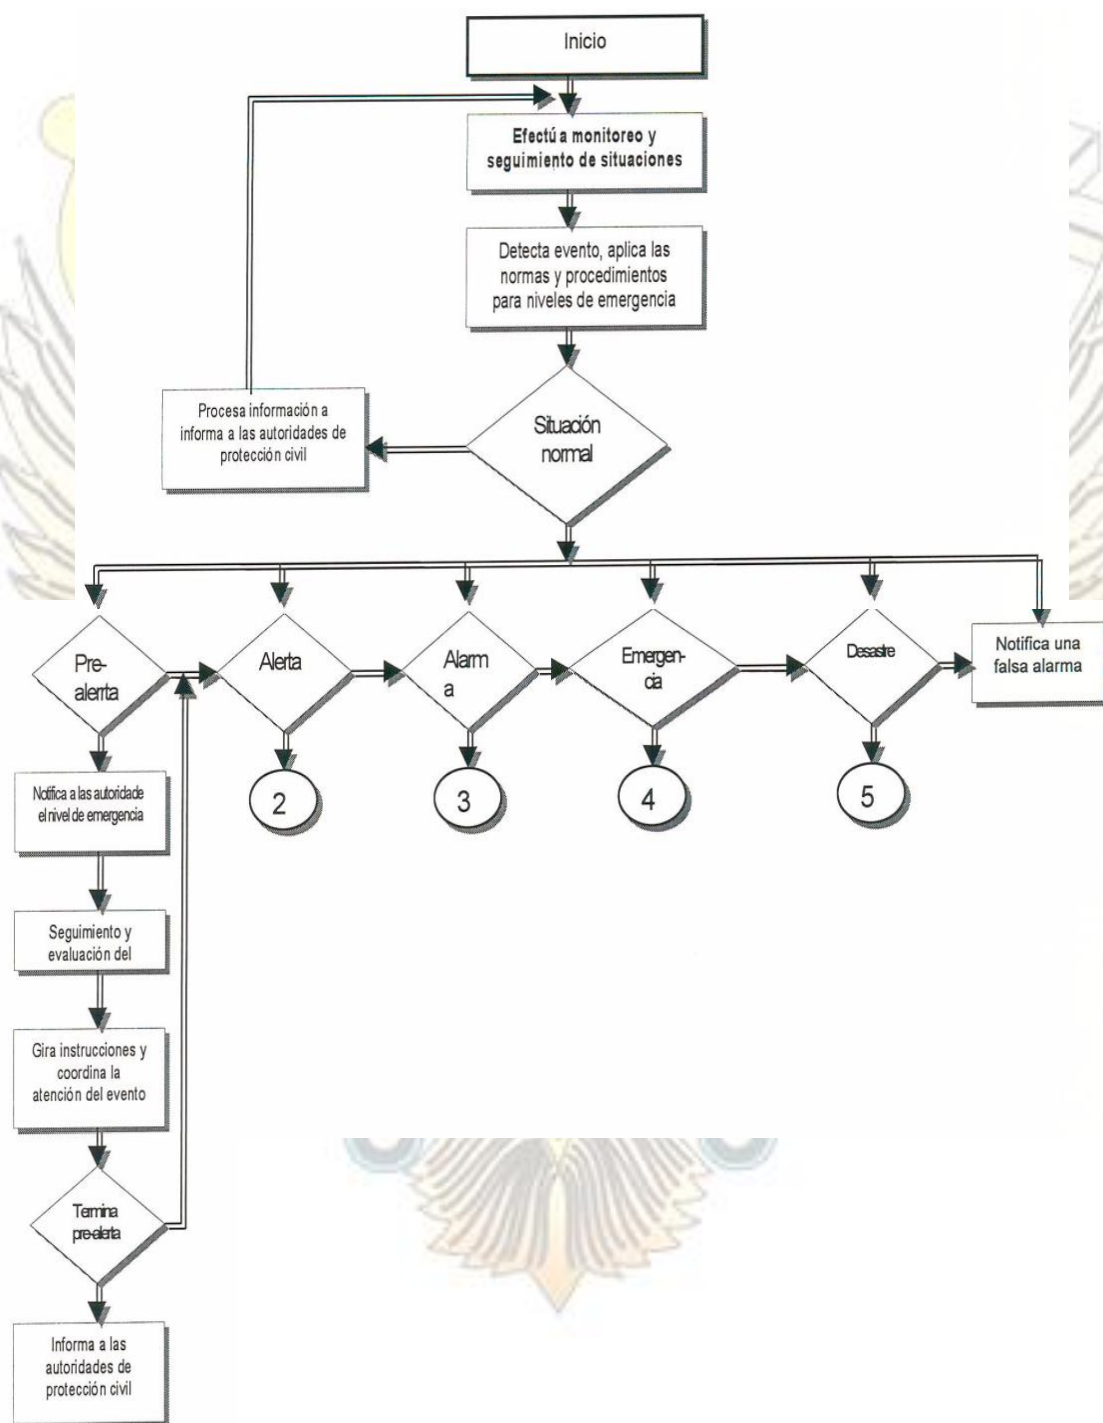 Inicio
Efectú a monitoreo y
seguimiento de situaciones
Detecta evento, aplica las
normas y procedimientos
para niveles de emergencia
Procesa información a
informa a las autoridades de
protección civil
Situación
normal
Pre-
alerrta
Alerta
Alarm
a
Emergen-
cia
Desastre
Notifica una
falsa alarma
2
3
4
5
Notifica a las autoridade
el nivel de emergencia
Seguimiento y
evaluación del
Gira instrucciones y
coordina la
atención del evento
Termina
pre-alerta
Informa a las
autoridades de
protección civil